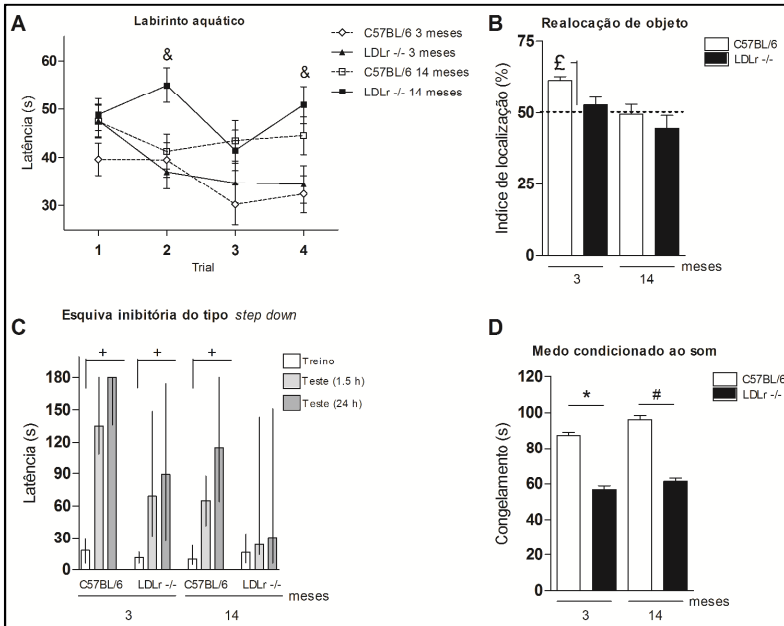 A
Labirinto aquático
C57BL/6 3 meses
LDLr -/- 3 meses
C57BL/6 14 meses
LDLr -/- 14 meses
& &
Latência (s)
60
50
40
30
1 2 3 4
Trial
B
Realocação de objeto
C57BL/6
LDLr -/-
£
Indice de localização (%)
75
50
25
0
3 14 meses
C
Esquiva inibitória do tipo step down
+ + +
Treino
Teste (1.5 h)
Teste (24 h)
Latência (s)
180
150
120
90
60
30
0
C57BL/6 LDLr -/- C57BL/6 LDLr -/-
meses
3 14
D
Medo condicionado ao som
C57BL/6
LDLr -/-
* #
Congelamento (s)
100
80
60
40
20
0
3 14 meses